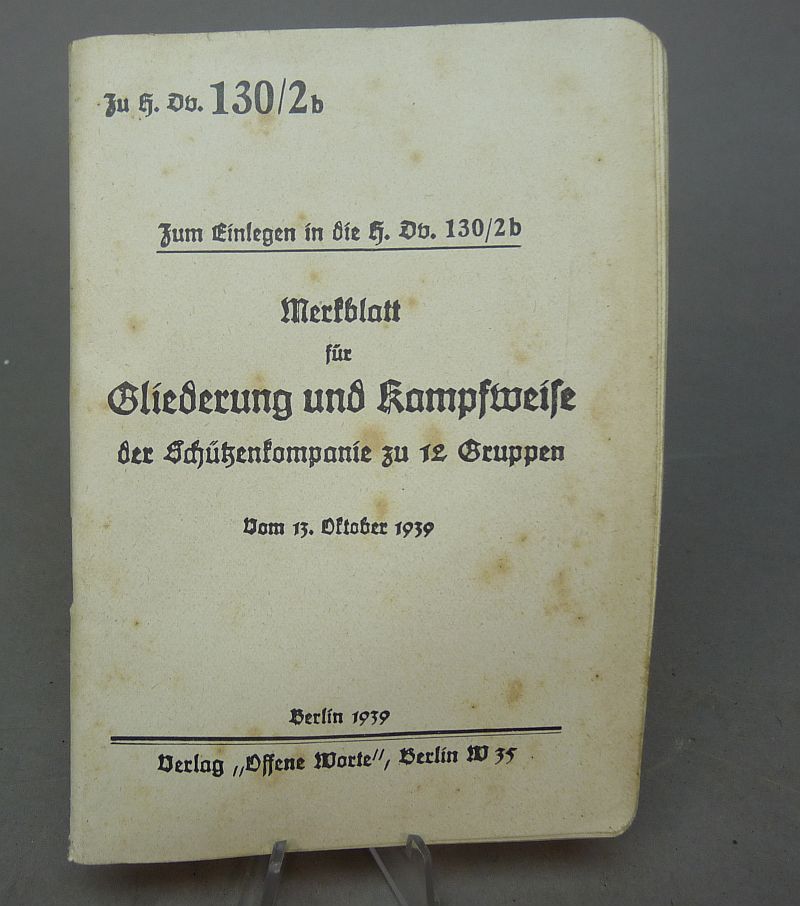 Zu H. Dv. 130/2b
Zum Einlegen in die H. Dv. 130/2b
Merkblatt
für
Gliederung und Kampfweise
der Schützenkompanie zu 12 Gruppen
Vom 13. Oktober 1939
Berlin 1939
Verlag „Offene Worte“, Berlin W 35